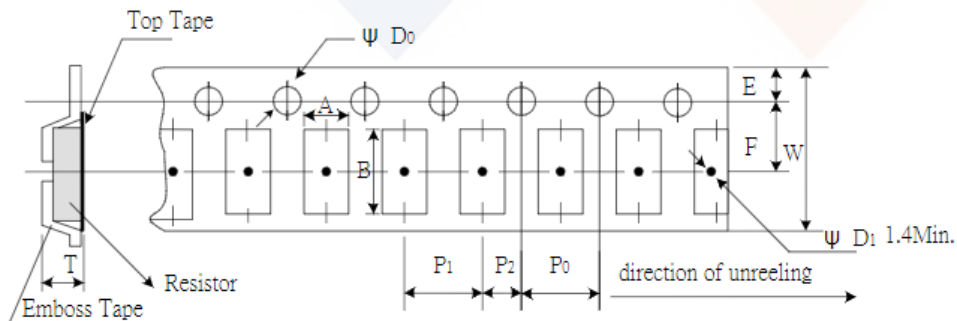 Top Tape
Ψ D0
E
A
F
W
B
Ψ D1 1.4Min.
T
P1
P2
P0
direction of unreeling
Resistor
Emboss Tape